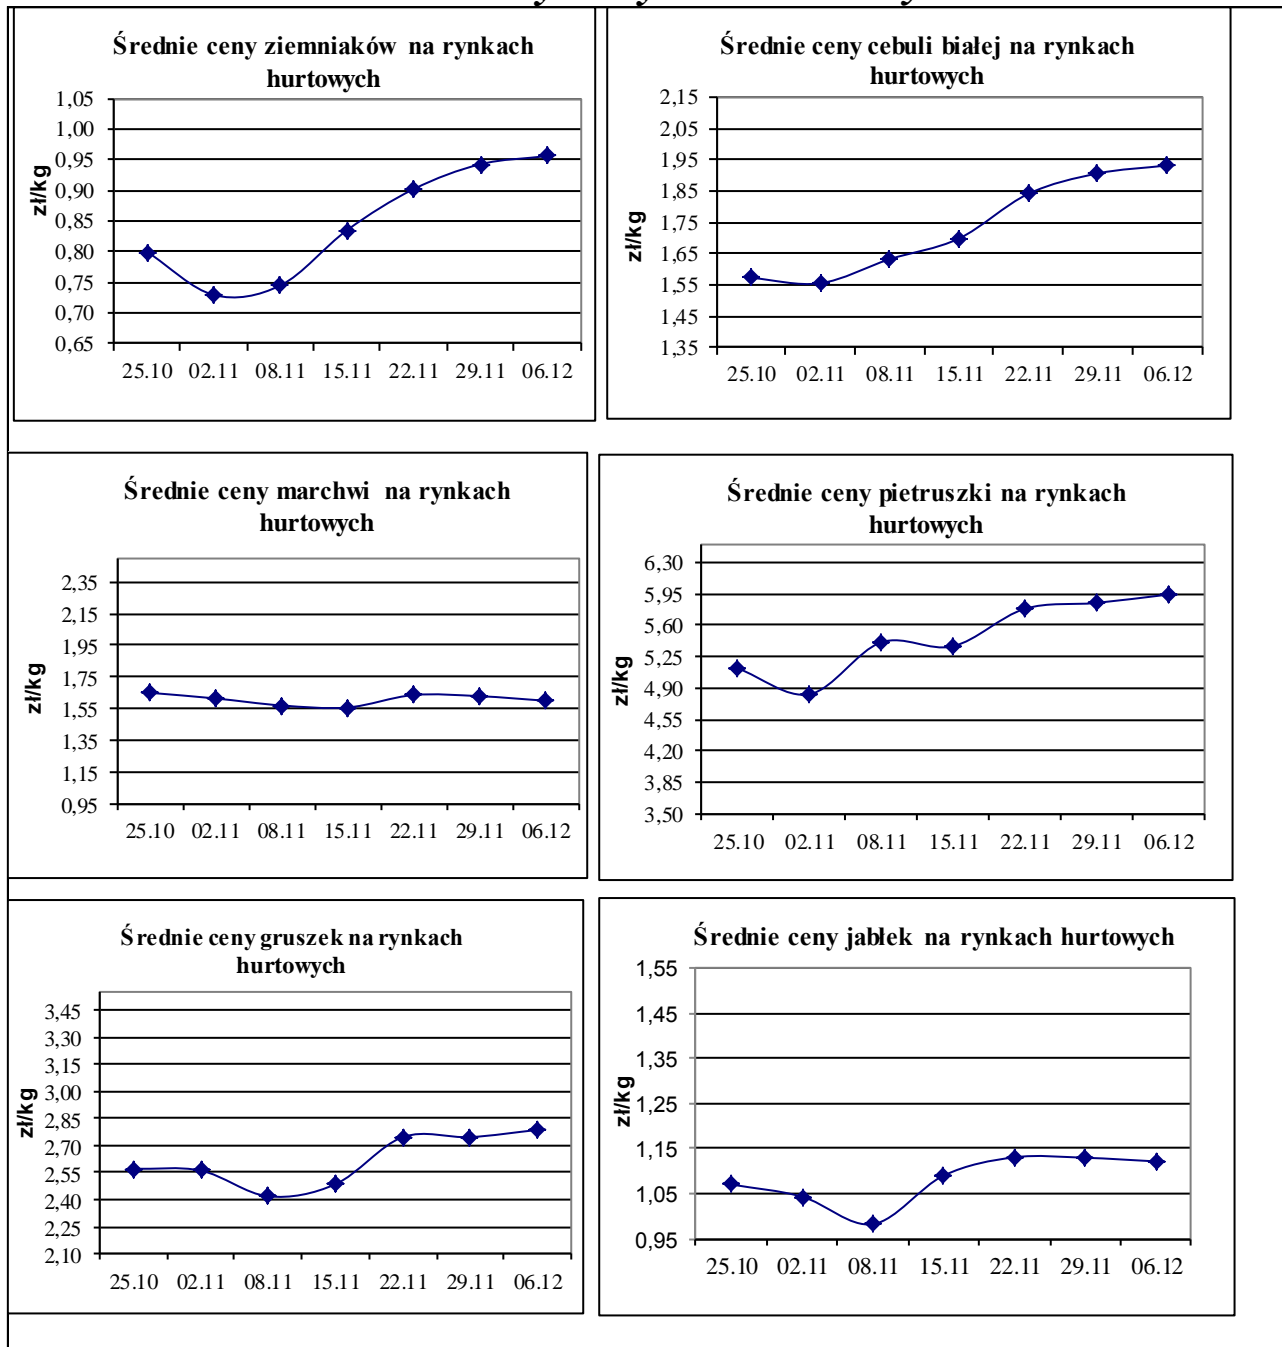 Średnie ceny ziemniaków na rynkach
hurtowych
zł/kg
1,05
1,00
0,95
0,90
0,85
0,80
0,75
0,70
0,65
25.10 02.11 08.11 15.11 22.11 29.11 06.12
Średnie ceny cebuli białej na rynkach
hurtowych
zł/kg
2,15
2,05
1,95
1,85
1,75
1,65
1,55
1,45
1,35
25.10 02.11 08.11 15.11 22.11 29.11 06.12
Średnie ceny marchwi na rynkach
hurtowych
zł/kg
2,35
2,15
1,95
1,75
1,55
1,35
1,15
0,95
25.10 02.11 08.11 15.11 22.11 29.11 06.12
Średnie ceny pietruszki na rynkach
hurtowych
zł/kg
6,30
5,95
5,60
5,25
4,90
4,55
4,20
3,85
3,50
25.10 02.11 08.11 15.11 22.11 29.11 06.12
Średnie ceny gruszek na rynkach
hurtowych
zł/kg
3,45
3,30
3,15
3,00
2,85
2,70
2,55
2,40
2,25
2,10
25.10 02.11 08.11 15.11 22.11 29.11 06.12
Średnie ceny jabłek na rynkach hurtowych
zł/kg
1,55
1,45
1,35
1,25
1,15
1,05
0,95
25.10 02.11 08.11 15.11 22.11 29.11 06.12